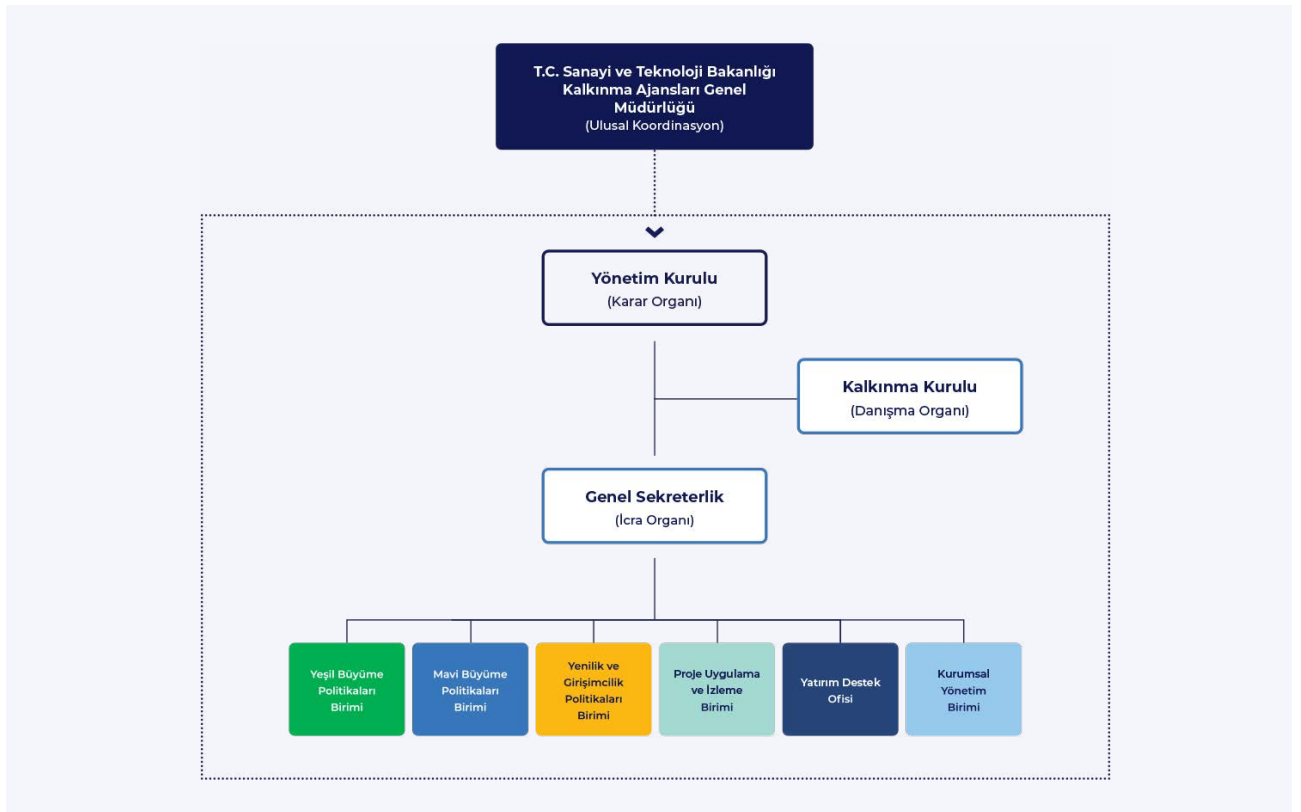 T.C. Sanayi ve Teknoloji Bakanlığı
Kalkınma Ajansları Genel
Müdürlüğü
(Ulusal Koordinasyon)
Yönetim Kurulu
(Karar Organı)
Kalkınma Kurulu
(Danışma Organı)
Genel Sekreterlik
(İcra Organı)
Yeşil Büyüme
Politikaları
Birimi
Mavi Büyüme
Politikaları
Birimi
Yenilik ve
Girişimcilik
Politikaları
Birimi
Proje Uygulama
ve İzleme
Birimi
Yatırım Destek
Ofisi
Kurumsal
Yönetim
Birimi